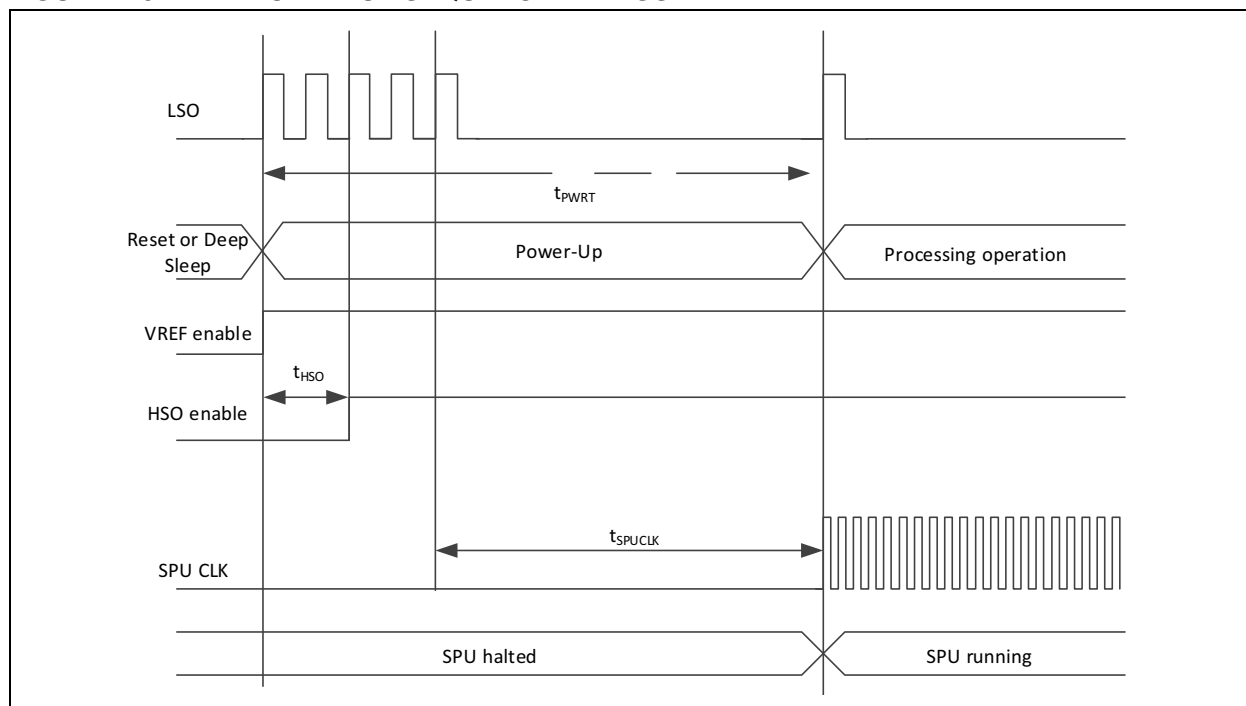 LSO
tPWRT
Reset or Deep
Sleep
Power-Up
Processing operation
VREF enable
tHSO
HSO enable
tSPUCLK
SPU CLK
SPU halted
SPU running